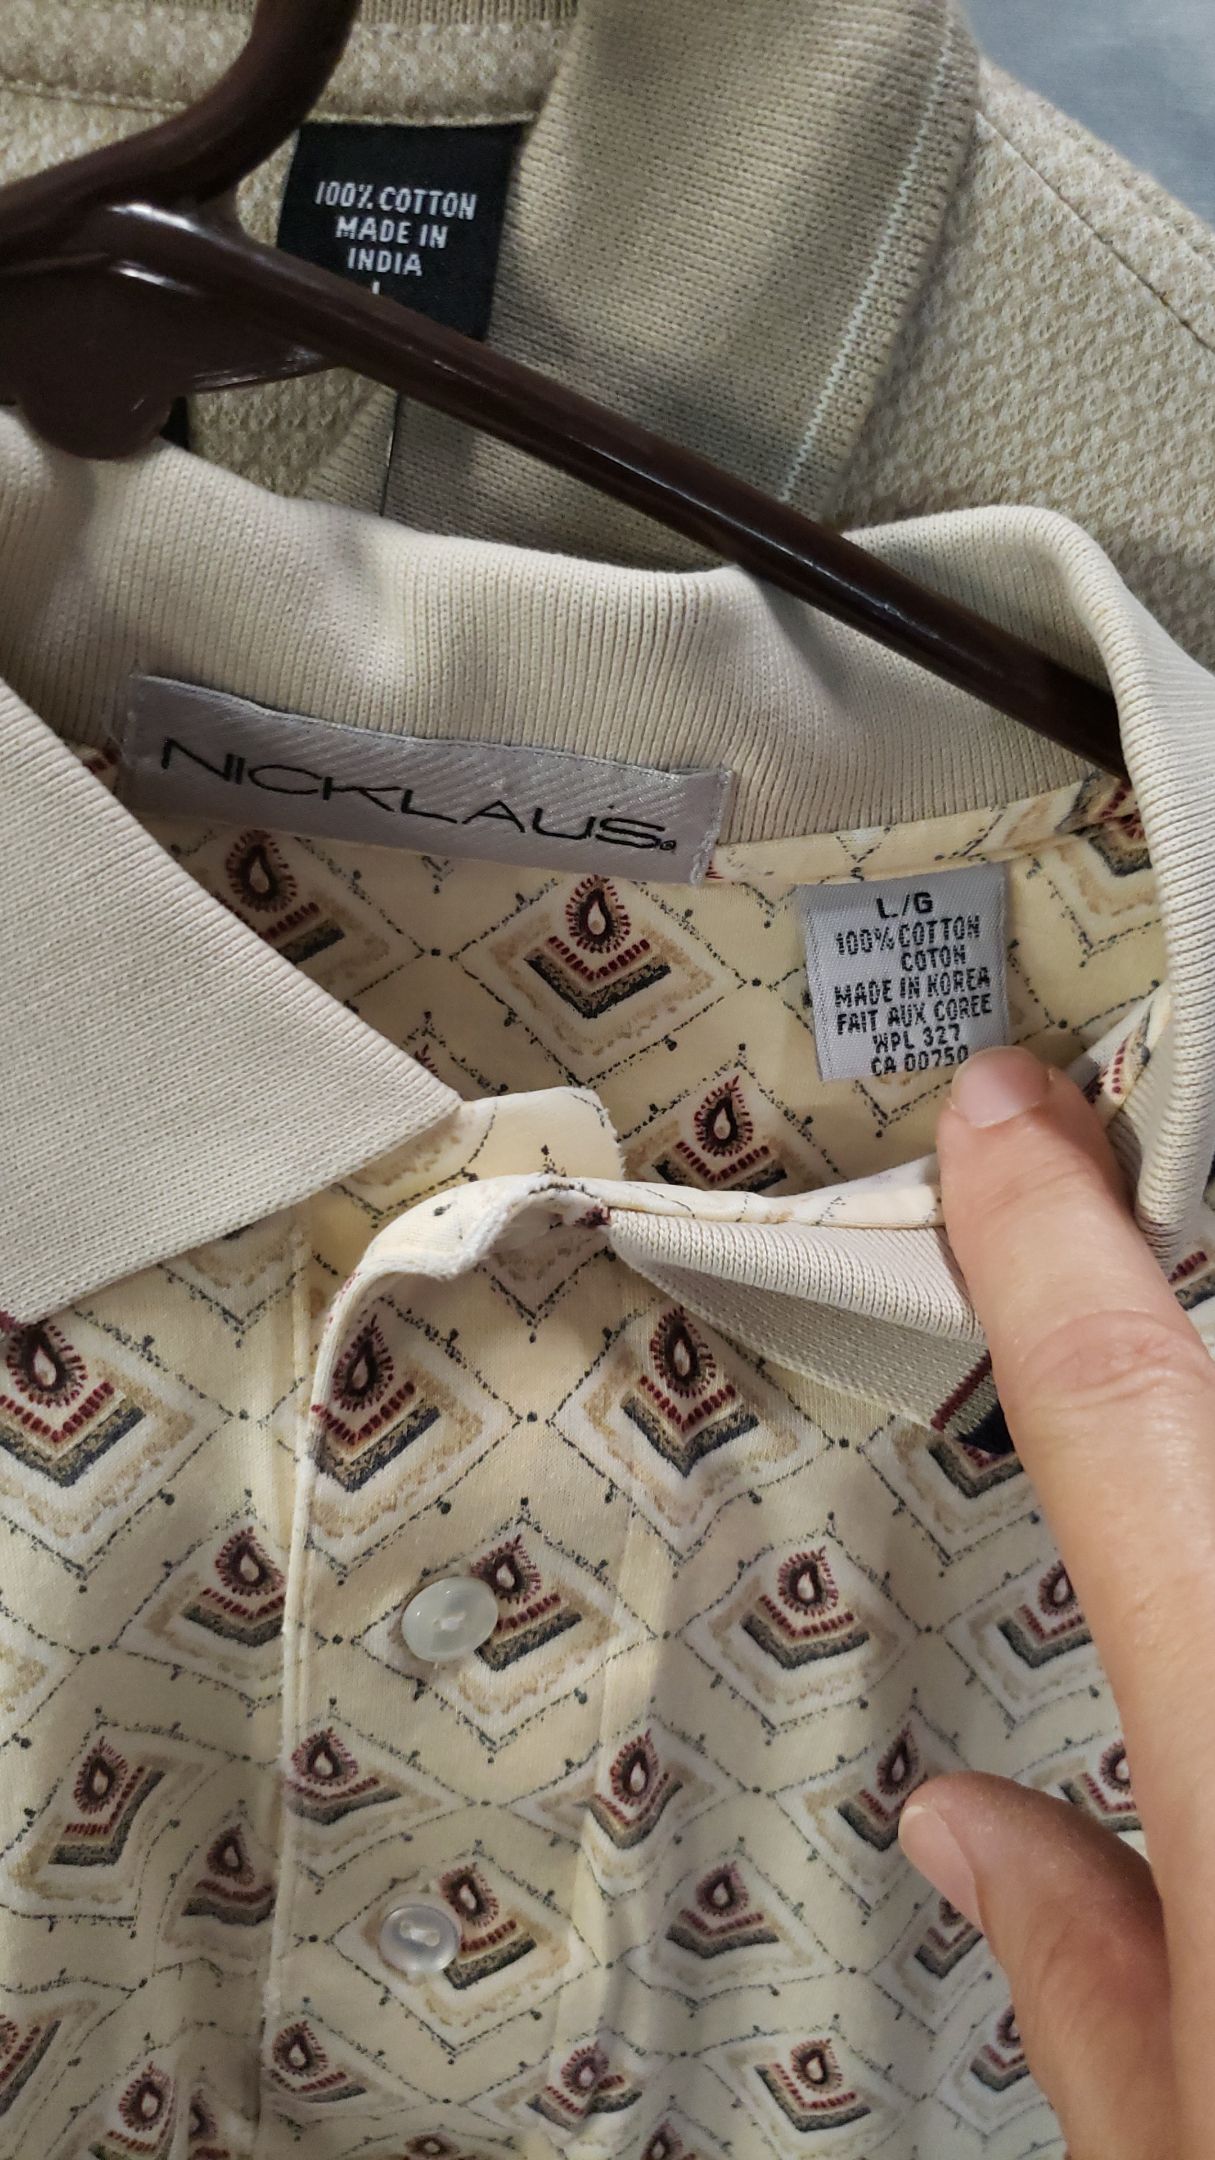 100% COTTON
MADE IN
INDIA
NICKLAUS®
L/G
100% COTTON
COTON
MADE IN KOREA
FAIT AUX COREE
WPL 327
CA 00750